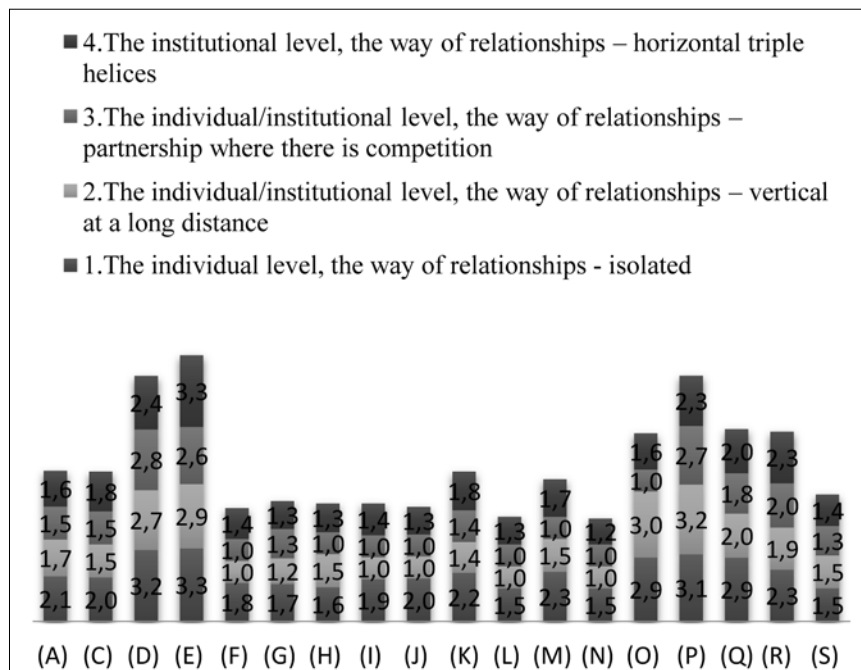 4.The institutional level, the way of relationships – horizontal triple
helices
3.The individual/institutional level, the way of relationships –
partnership where there is competition
2.The individual/institutional level, the way of relationships – vertical
at a long distance
1.The individual level, the way of relationships - isolated
3,3
2,4 2,3
2,8 2,6 2,7
1,6 2,0 2,3
1,6 1,8 1,8 1,7 1,0
2,7 2,9 3,2 1,8 2,0
1,5 1,5 1,4 1,3 1,3 1,4 1,3 1,4 1,3 1,0 1,2 3,0 1,4
1,7 1,5 1,0 1,3 1,0 1,0 1,0 1,4 1,0 1,5 1,0 2,0 1,9 1,3
1,0 1,2 1,5 1,0 1,0 1,0 1,0 1,5
2,1 2,0 3,2 3,3 1,8 1,7 1,6 1,9 2,0 2,2 1,5 2,3 1,5 2,9 3,1 2,9 2,3 1,5
(A) (C) (D) (E) (F) (G) (H) (I) (J) (K) (L) (M) (N) (O) (P) (Q) (R) (S)